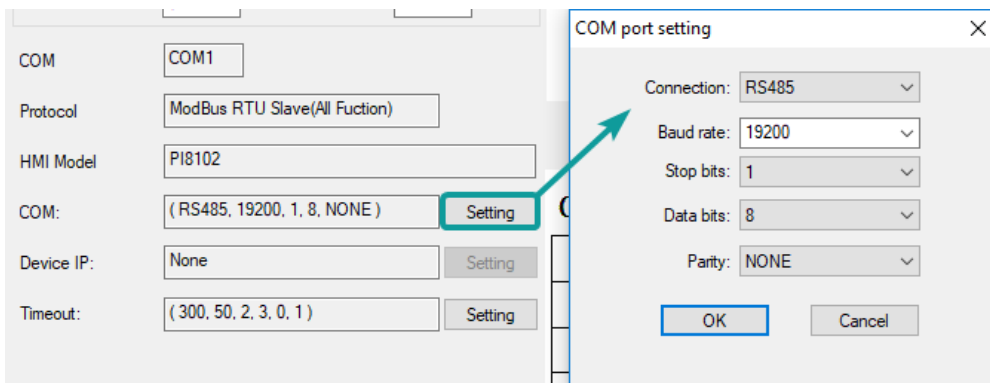 COM
COM1
Protocol
ModBus RTU Slave(All Fuction)
HMI Model
PI8102
COM:
( RS485, 19200, 1, 8, NONE )
Setting
Device IP:
None
Setting
Timeout:
( 300, 50, 2, 3, 0, 1 )
Setting
COM port setting
Connection:
RS485
Baud rate:
19200
Stop bits:
1
Data bits:
8
Parity:
NONE
OK
Cancel